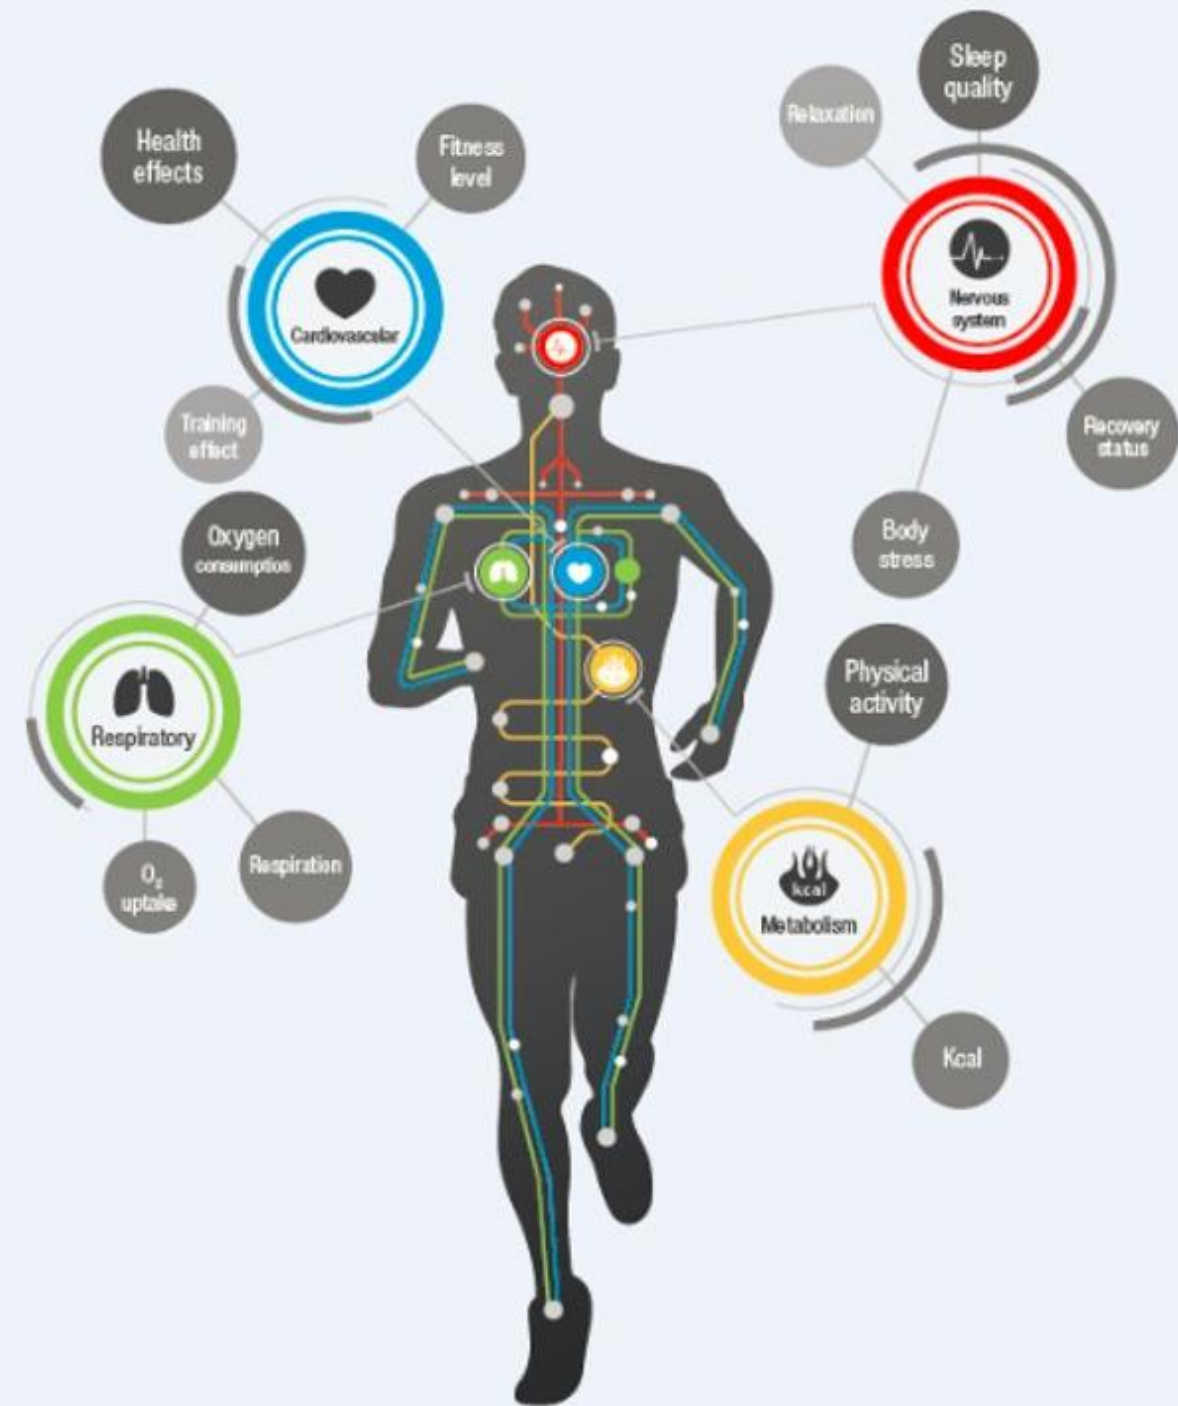 Sleep
quality
Relaxation
Health
effects
Fitness
level
Nervous
system
Cardiovascular
Training
effect
Recovery
status
Oxygen
consumption
Body
stress
Physical
activity
Respiratory
O₂
uptake
Respiration
kcal
Metabolism
Kcal